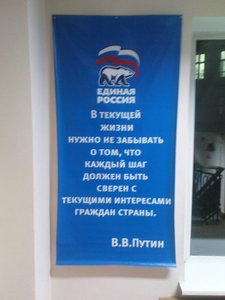 ЕДИНАЯ
РОССИЯ
В ТЕКУЩЕЙ
ЖИЗНИ
НУЖНО НЕ ЗАБЫВАТЬ
О ТОМ, ЧТО
КАЖДЫЙ ШАГ
ДОЛЖЕН БЫТЬ
СВЕРЕН С
ТЕКУЩИМИ ИНТЕРЕСАМИ
ГРАЖДАН СТРАНЫ.
В.В.ПУТИН